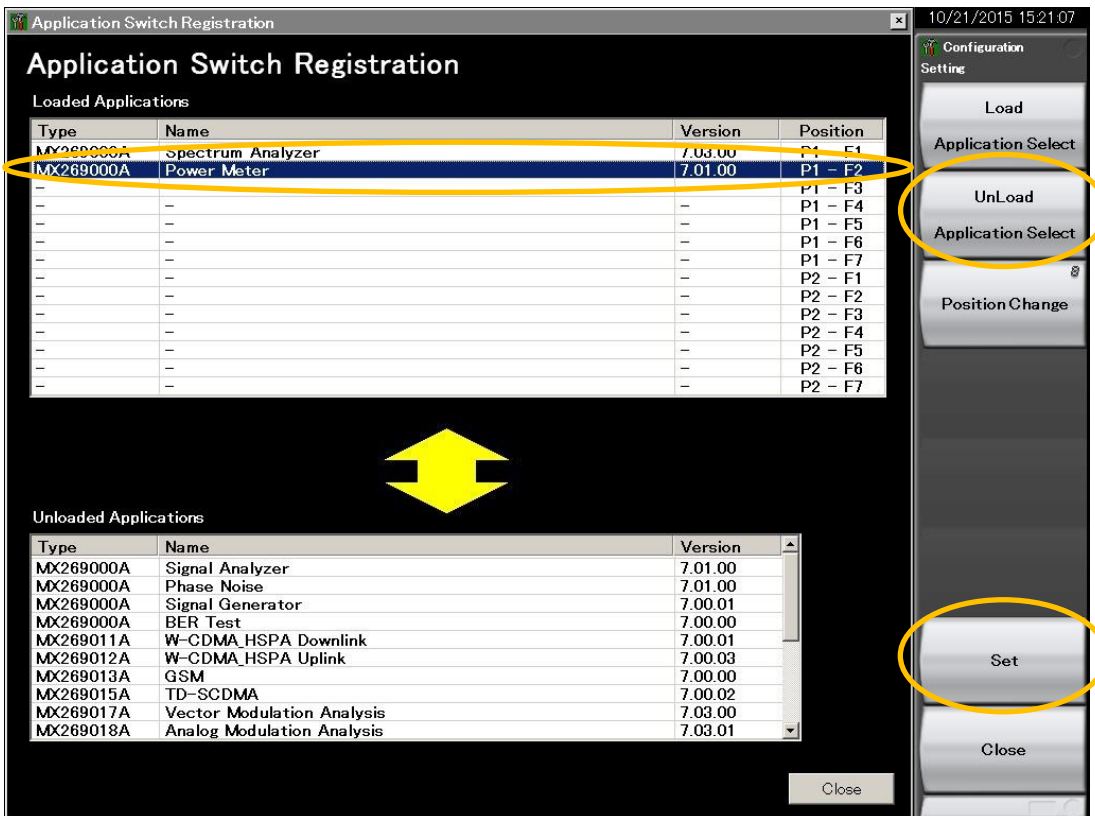 Application Switch Registration
10/21/2015 15:21:07
Configuration
Setting
Application Switch Registration
Loaded Applications
Type Name Version Position
MX269000A Spectrum Analyzer 7.03.00 P1 - F1
MX269000A Power Meter 7.01.00 P1 - F2
- - - P1 - F3
- - - P1 - F4
- - - P1 - F5
- - - P1 - F6
- - - P1 - F7
- - - P2 - F1
- - - P2 - F2
- - - P2 - F3
- - - P2 - F4
- - - P2 - F5
- - - P2 - F6
- - - P2 - F7
Unloaded Applications
Type Name Version
MX269000A Signal Analyzer 7.01.00
MX269000A Phase Noise 7.01.00
MX269000A Signal Generator 7.00.01
MX269000A BER Test 7.00.00
MX269011A W-CDMA_HSPA Downlink 7.00.01
MX269012A W-CDMA_HSPA Uplink 7.00.03
MX269013A GSM 7.00.00
MX269015A TD-SCDMA 7.00.02
MX269017A Vector Modulation Analysis 7.03.00
MX269018A Analog Modulation Analysis 7.03.01
Close
Load
Application Select
UnLoad
Application Select
8
Position Change
Set
Close